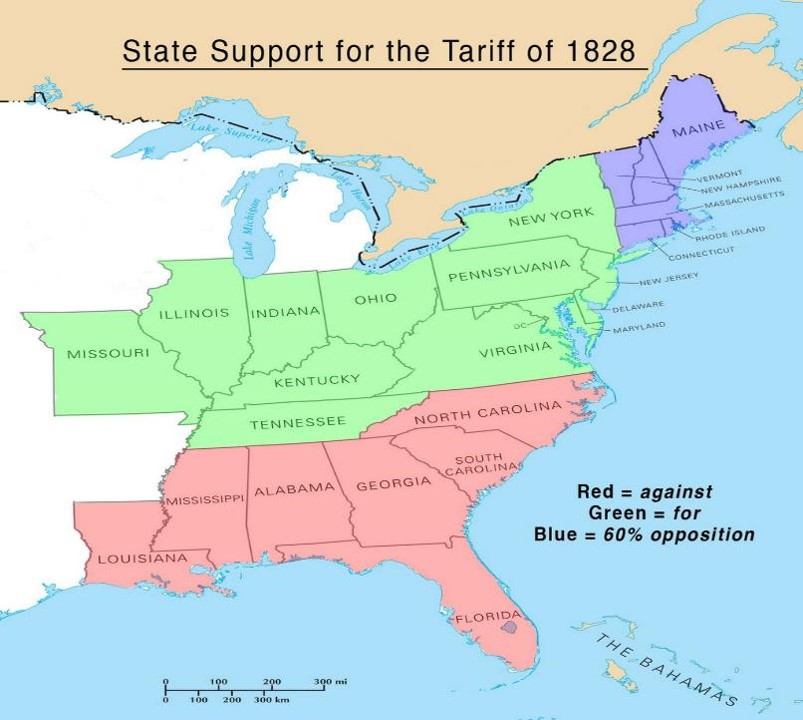 State Support for the Tariff of 1828
Lake Superior
Lake Michigan
Lake Huron
Lake Ontario
Lake Erie
MAINE
VERMONT
NEW HAMPSHIRE
MASSACHUSETTS
RHODE ISLAND
CONNECTICUT
NEW YORK
PENNSYLVANIA
NEW JERSEY
DELAWARE
MARYLAND
DC
OHIO
INDIANA
ILLINOIS
MISSOURI
VIRGINIA
KENTUCKY
TENNESSEE
NORTH CAROLINA
SOUTH
CAROLINA
MISSISSIPPI
ALABAMA
GEORGIA
LOUISIANA
FLORIDA
Red = against
Green = for
Blue = 60% opposition
THE BAHAMAS
0 100 200 300 mi
0 100 200 300 km